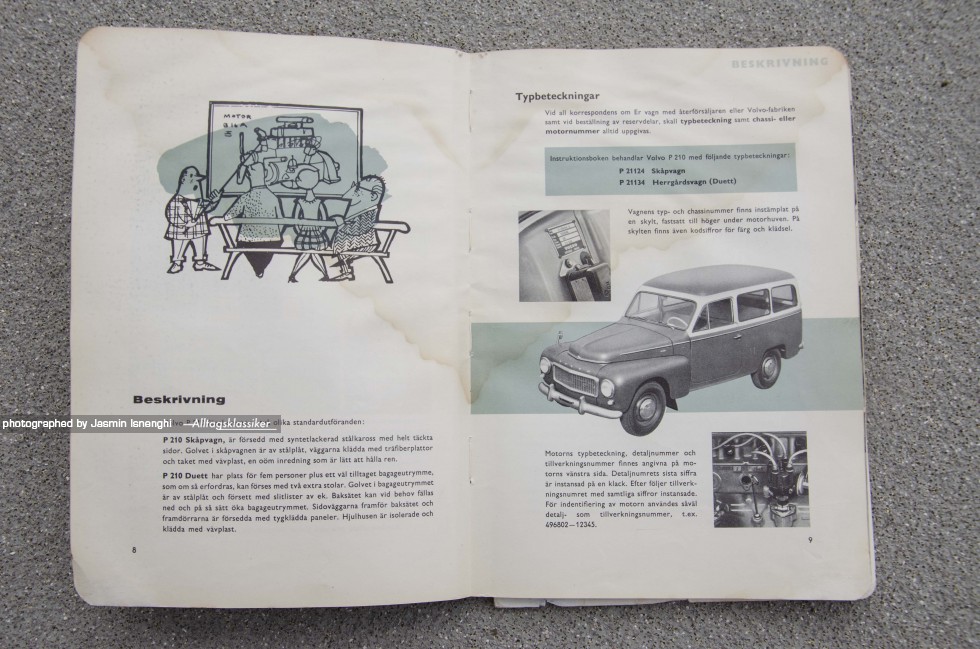 MOTOR
B16A
Beskrivning
olika standardutföranden:
P 210 Skåpvagn, är försedd med syntetlackerad stålkaross med helt täckta
sidor. Golvet i skåpvagnen är av stålplåt, väggarna klädda med träfiberplattor
och taket med vävplast, en oöm inredning som är lätt att hålla ren.
P 210 Duett har plats för fem personer plus ett väl tilltaget bagageutrymme,
som om så erfordras, kan förses med två extra stolar. Golvet i bagageutrymmet
är av stålplåt och försett med slitlister av ek. Baksätet kan vid behov fällas
ned och på så sätt öka bagageutrymmet. Sidoväggarna framför baksätet och
framdörrarna är försedda med tygklädda paneler. Hjulhusen är isolerade och
klädda med vävplast.
8
photographed by Jasmin Isnenghi — Alltagsklassiker
BESKRIVNING
Typbeteckningar
Vid all korrespondens om Er vagn med återförsäljaren eller Volvo-fabriken
samt vid beställning av reservdelar, skall typbeteckning samt chassi- eller
motornummer alltid uppgivas.
Instruktionsboken behandlar Volvo P 210 med följande typbeteckningar:
P 21124 Skåpvagn
P 21134 Herrgårdsvagn (Duett)
Vagnens typ- och chassinummer finns instämplat på
en skylt, fastsatt till höger under motorhuven. På
skylten finns även kodsiffror för färg och klädsel.
Motorns typbeteckning, detaljnummer och
tillverkningsnummer finnes angivna på mo-
torns vänstra sida. Detaljnumrets sista siffra
är instansad på en klack. Efter följer tillverk-
ningsnumret med samtliga siffror instansade.
För indentifiering av motorn användes såväl
detalj- som tillverkningsnummer, t.ex.
496802—12345.
9